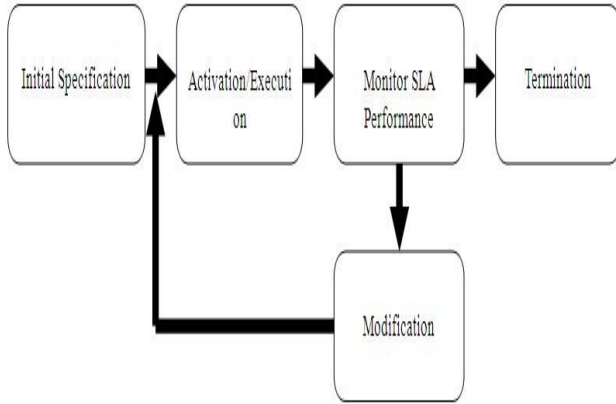 Initial Specification
Activation/Executi
on
Monitor SLA
Performance
Termination
Modification